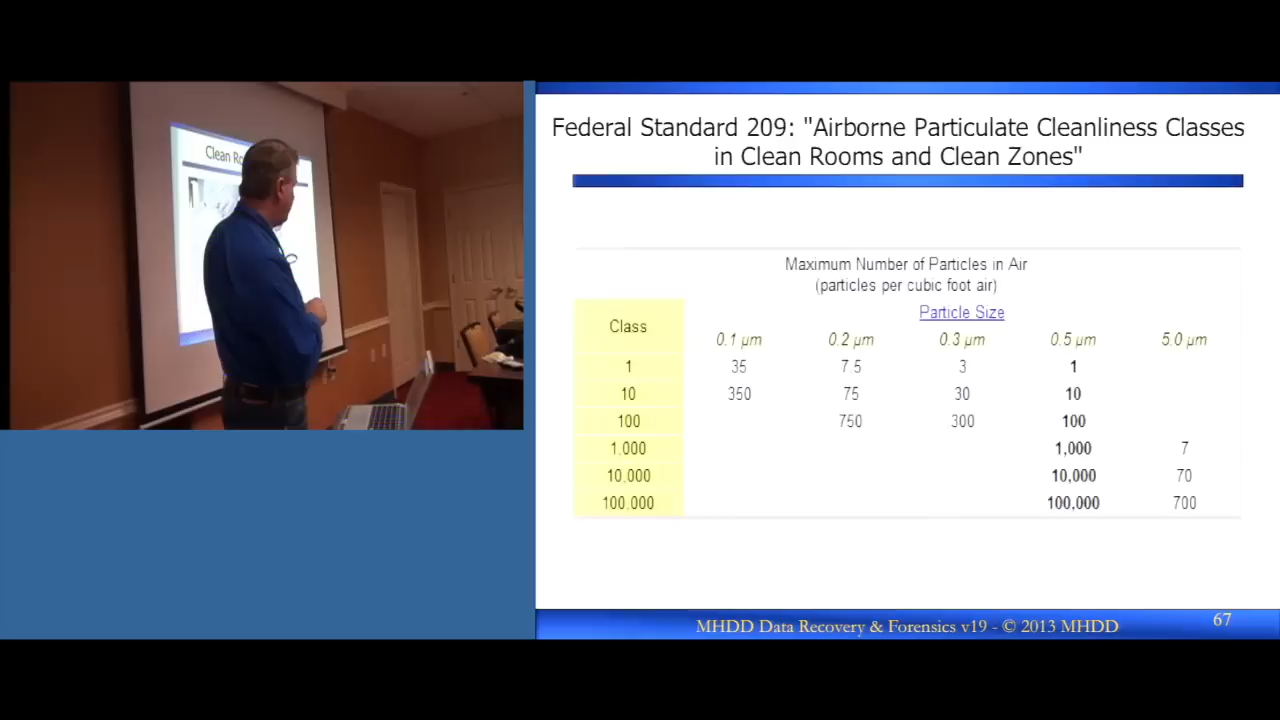 Clean
Federal Standard 209: "Airborne Particulate Cleanliness Classes
in Clean Rooms and Clean Zones"
Maximum Number of Particles in Air
(particles per cubic foot air)
Particle Size
Class
0.1 µm 0.2 µm 0.3 µm 0.5 µm 5.0 µm
1 35 7.5 3 1
10 350 75 30 10
100 750 300 100
1.000 1,000 7
10.000 10,000 70
100.000 100,000 700
MHDD Data Recovery & Forensics v19 - © 2013 MHDD
67